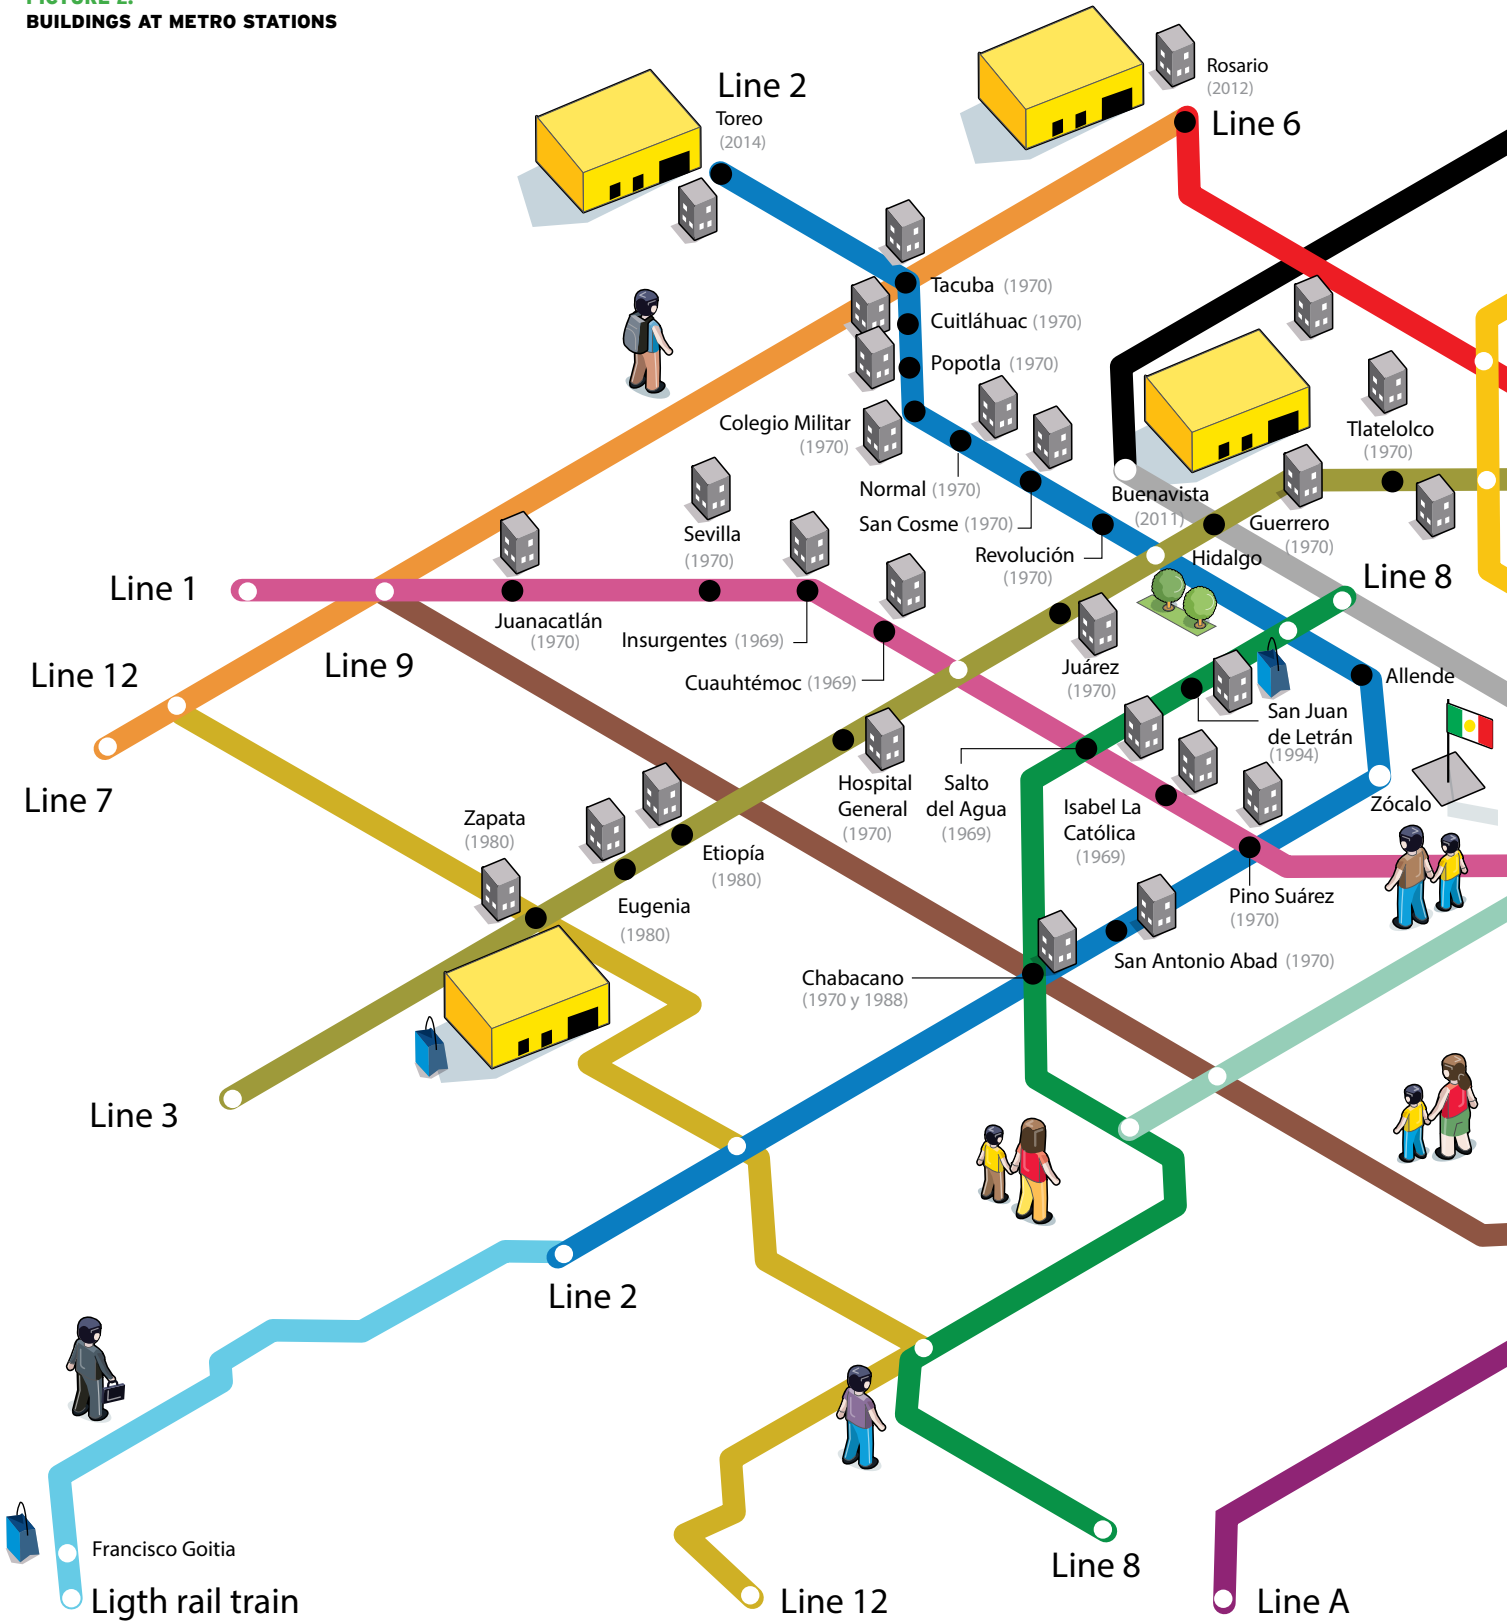 PICTURE 2.
BUILDINGS AT METRO STATIONS
Line 2
Toreo
(2014)
Rosario
(2012)
Line 6
Tacuba (1970)
Cuitláhuac (1970)
Popotla (1970)
Colegio Militar
(1970)
Normal (1970)
San Cosme (1970)
Revolución
(1970)
Buenavista
(2011)
Tlatelolco
(1970)
Guerrero
(1970)
Hidalgo
Line 8
Sevilla
(1970)
Line 1
Juanacatlán
(1970)
Insurgentes (1969)
Cuauhtémoc (1969)
Line 9
Line 12
Line 7
Juárez
(1970)
Allende
San Juan
de Letrán
(1994)
Zócalo
Hospital
General
(1970)
Salto
del Agua
(1969)
Isabel La
Católica
(1969)
Zapata
(1980)
Etiopía
(1980)
Eugenia
(1980)
Pino Suárez
(1970)
San Antonio Abad (1970)
Chabacano
(1970 y 1988)
Line 3
Line 2
Francisco Goitia
Ligth rail train
Line 12
Line 8
Line A